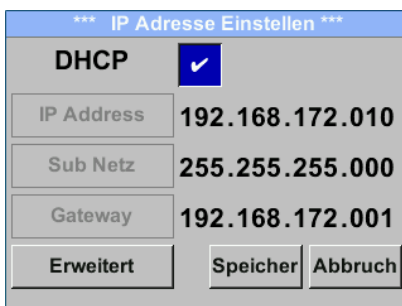 *** IP Adresse Einstellen ***
DHCP ✔
IP Address 192.168.172.010
Sub Netz 255.255.255.000
Gateway 192.168.172.001
Erweitert Speicher Abbruch